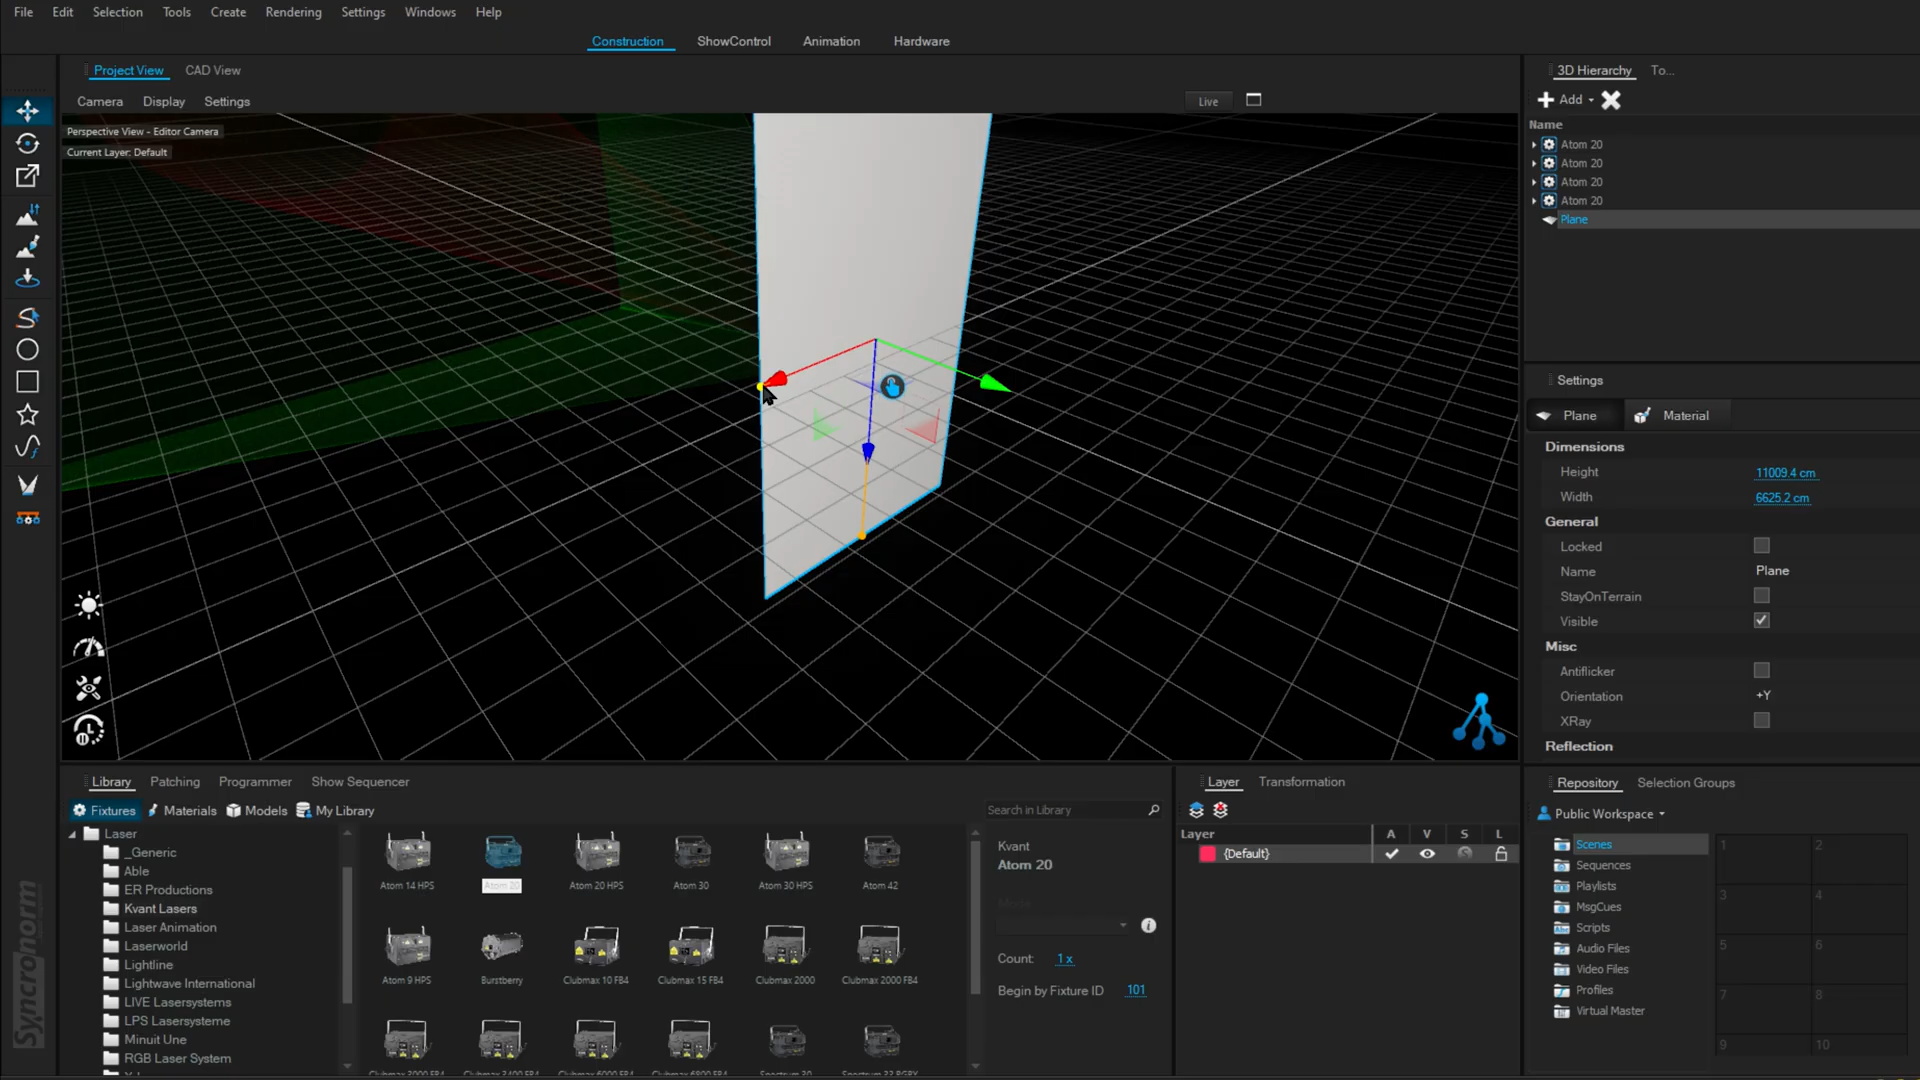 File Edit Selection Tools Create Rendering Settings Windows Help
Construction ShowControl Animation Hardware
Project View CAD View
Camera Display Settings
Live
Perspective View - Editor Camera
Current Layer: Default
3D Hierarchy To...
Add
Name
Atom 20
Atom 20
Atom 20
Atom 20
Plane
Settings
Plane Material
Dimensions
Height 11009.4 cm
Width 6625.2 cm
General
Locked
Name Plane
StayOnTerrain
Visible
Misc
Antiflicker
Orientation +Y
XRay
Reflection
Library Patching Programmer Show Sequencer
Fixtures Materials Models My Library
Search in Library
Laser
_Generic
Able
ER Productions
Kvant Lasers
Laser Animation
Laserworld
Lightline
Lightwave International
LIVE Lasersystems
LPS Lasersysteme
Minuit Une
RGB Laser System
Atom 14 HPS Atom 20 Atom 20 HPS Atom 30 Atom 30 HPS Atom 42
Atom 9 HPS Burstberry Clubmax 10 FB4 Clubmax 15 FB4 Clubmax 2000 Clubmax 2000 FB4
Clubmax 3000 FB4 Clubmax 3400 FB4 Clubmax 6000 FB4 Clubmax 6800 FB4 Spectrum 30
Kvant
Atom 20
Mode
Count: 1 x
Begin by Fixture ID 101
Layer Transformation
Layer A V S L
{Default}
Repository Selection Groups
Public Workspace
Scenes
Sequences
Playlists
MsgCues
Scripts
Audio Files
Video Files
Profiles
Virtual Master
1 2
3 4
5 6
7 8
9 10
Syncronorm